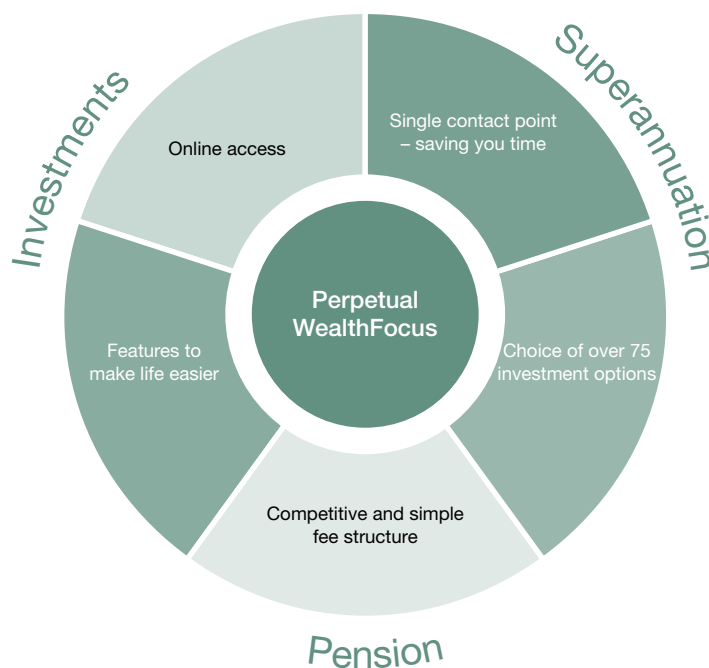 Investments
Superannuation
Online access
Single contact point
– saving you time
Perpetual
WealthFocus
Features to
make life easier
Choice of over 75
investment options
Competitive and simple
fee structure
Pension